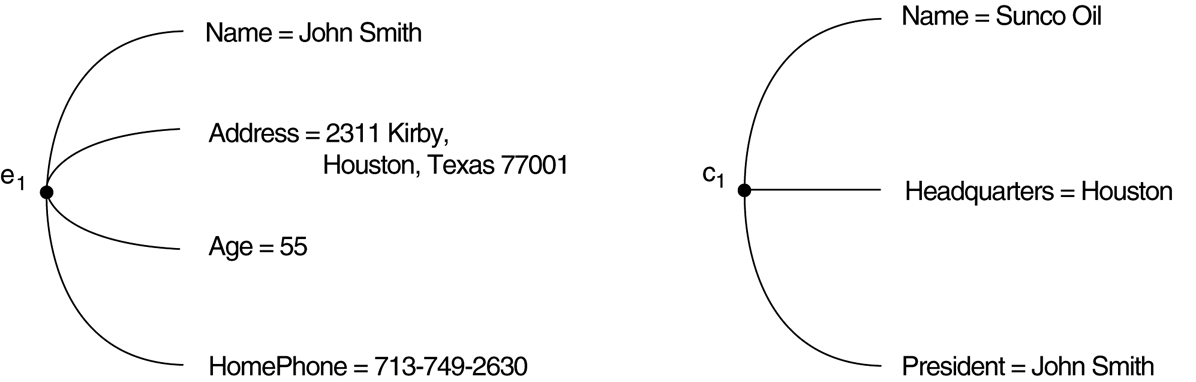 Name = John Smith
Address = 2311 Kirby,
Houston, Texas 77001
e1
Age = 55
HomePhone = 713-749-2630
Name = Sunco Oil
c1
Headquarters = Houston
President = John Smith